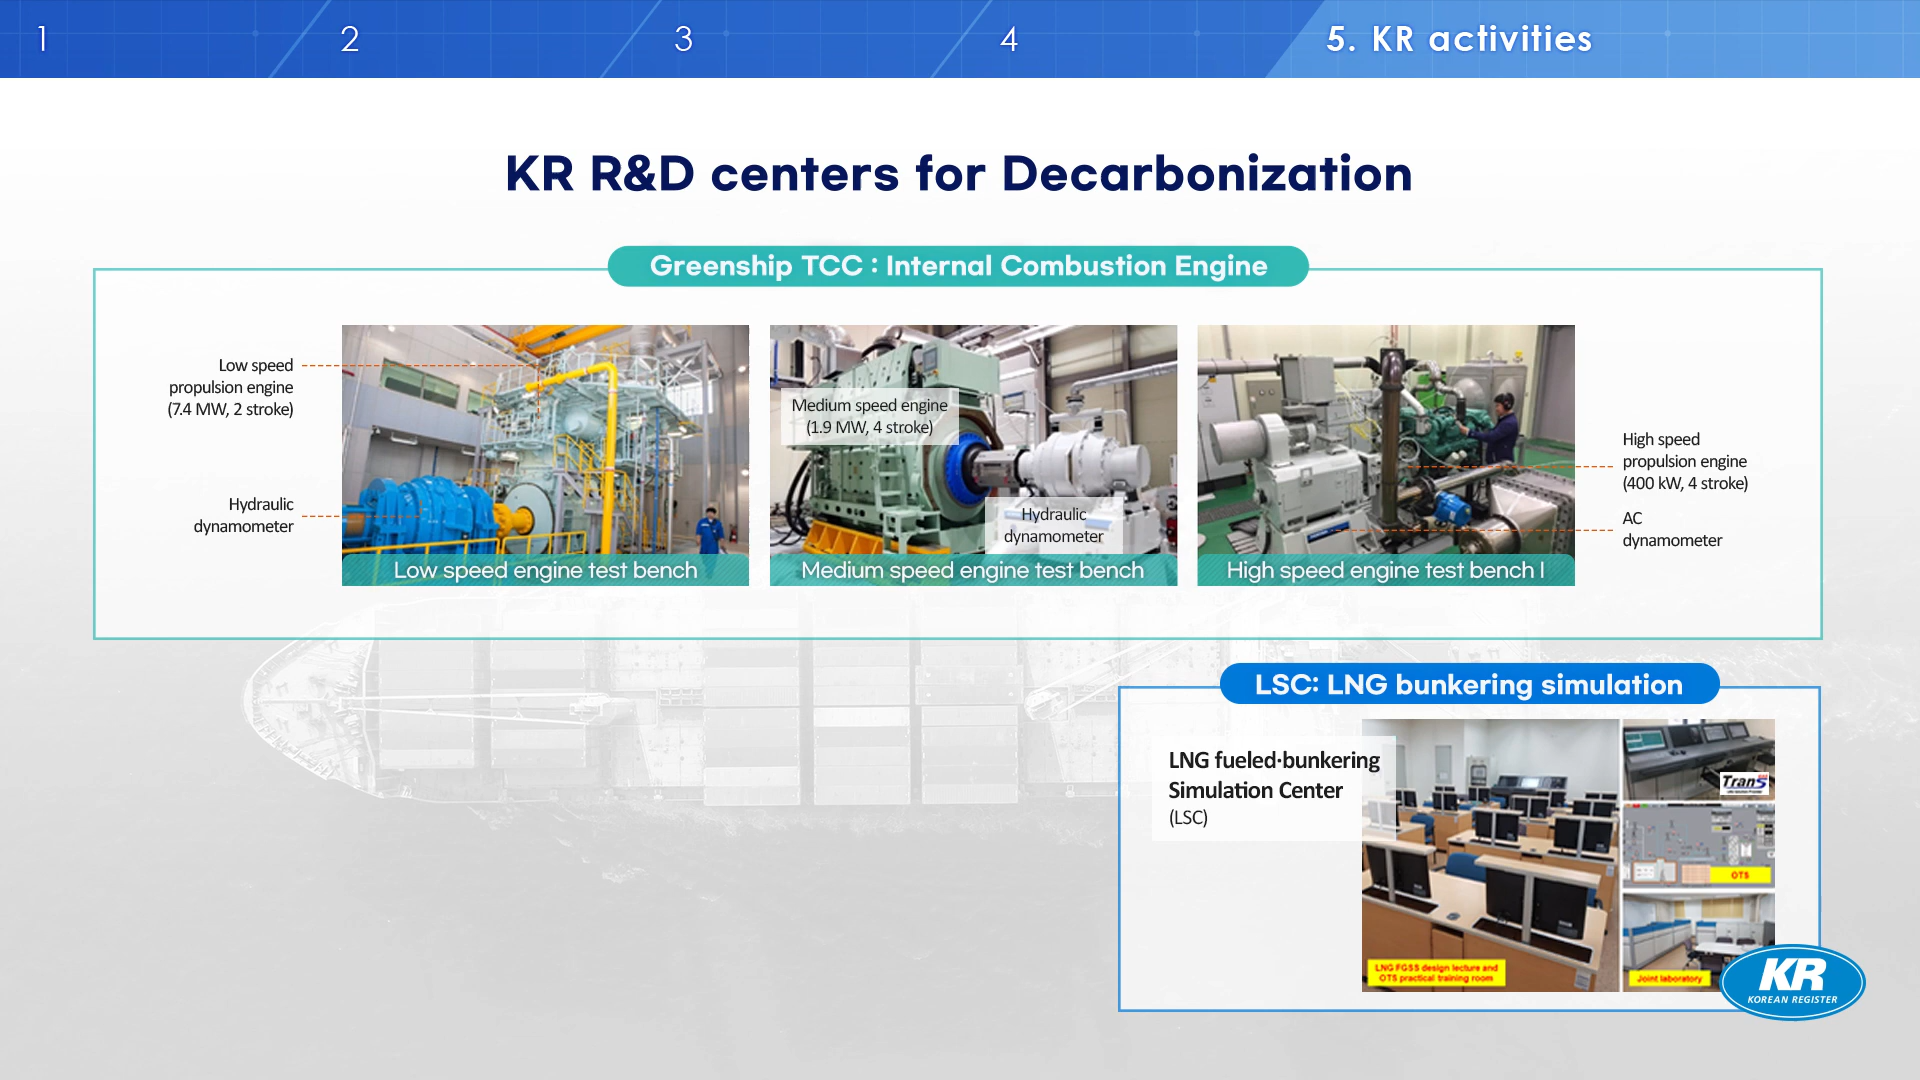 1
2
3
4
5. KR activities
KR R&D centers for Decarbonization
Greenship TCC : Internal Combustion Engine
Low speed
propulsion engine
(7.4 MW, 2 stroke)
Hydraulic
dynamometer
Low speed engine test bench
Medium speed engine
(1.9 MW, 4 stroke)
Hydraulic
dynamometer
Medium speed engine test bench
High speed engine test bench I
High speed
propulsion engine
(400 kW, 4 stroke)
AC
dynamometer
LSC: LNG bunkering simulation
LNG fueled·bunkering
Simulation Center
(LSC)
TranS
OTS
LNG FGSS design lecture and
OTS practical training room
Joint laboratory
KR
KOREAN REGISTER